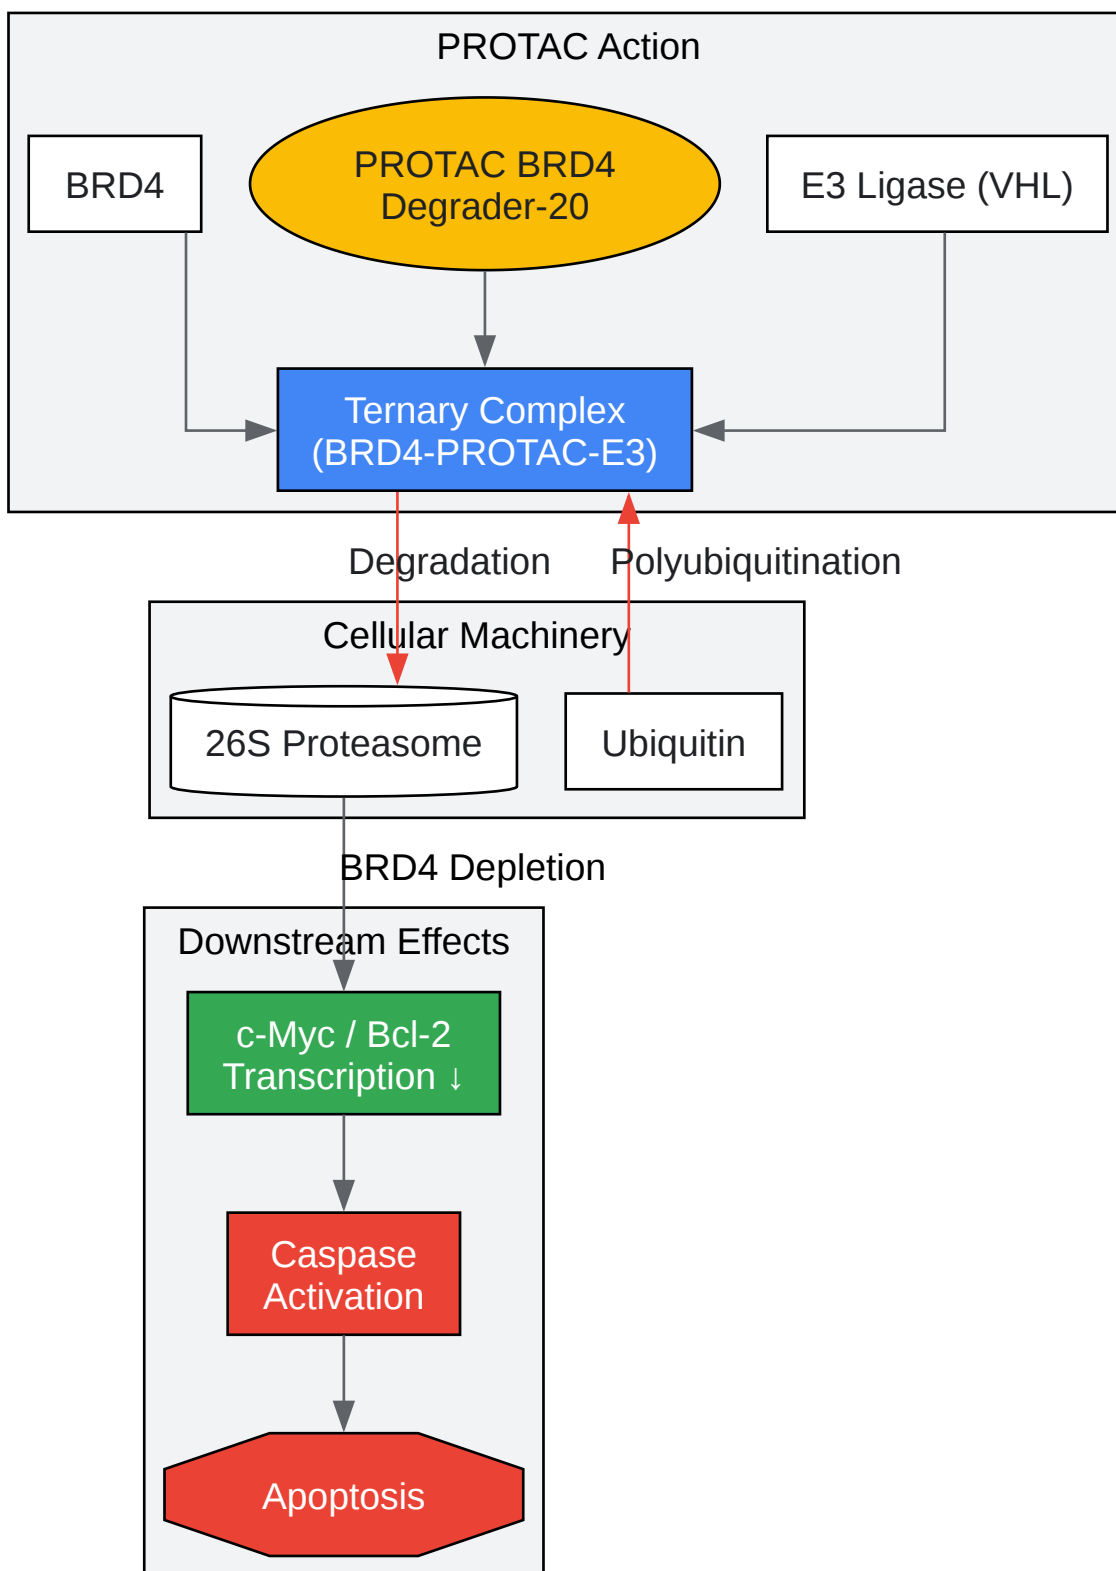 PROTAC Action
BRD4
PROTAC BRD4
Degrader-20
E3 Ligase (VHL)
Ternary Complex
(BRD4-PROTAC-E3)
Degradation
Polyubiquitination
Cellular Machinery
26S Proteasome
Ubiquitin
BRD4 Depletion
Downstream Effects
c-Myc / Bcl-2
Transcription ↓
Caspase
Activation
Apoptosis